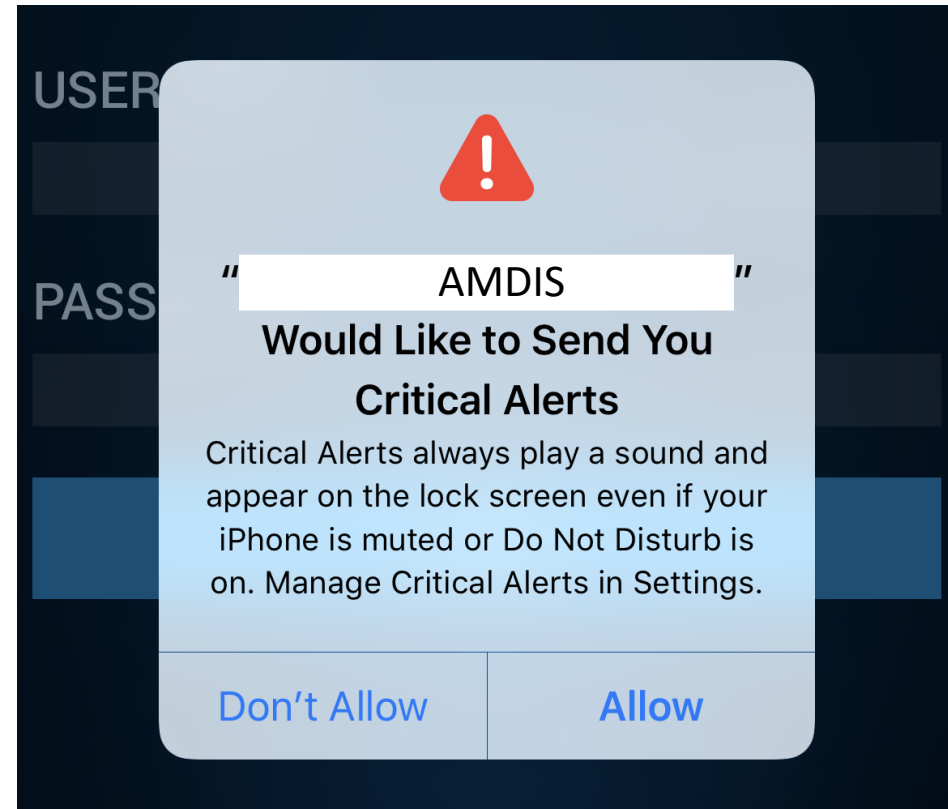 USER
PASS
"AMDIS"
Would Like to Send You
Critical Alerts
Critical Alerts always play a sound and
appear on the lock screen even if your
iPhone is muted or Do Not Disturb is
on. Manage Critical Alerts in Settings.
Don't Allow
Allow